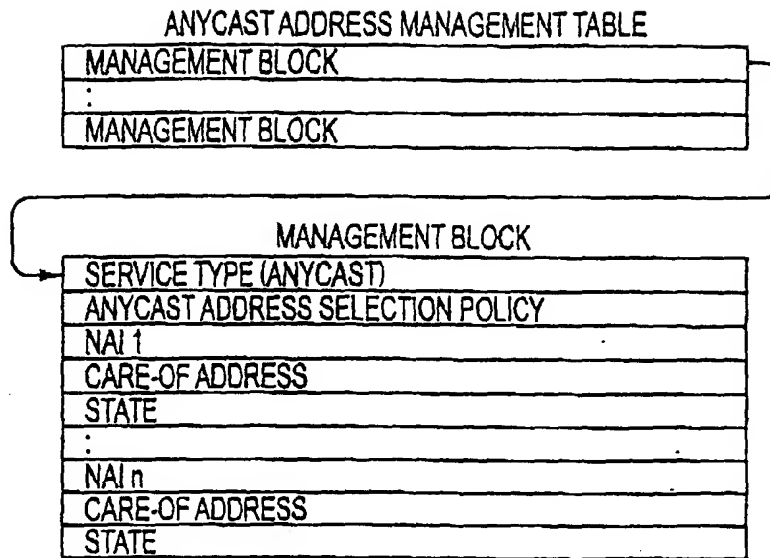 ANYCAST ADDRESS MANAGEMENT TABLE
MANAGEMENT BLOCK
:
MANAGEMENT BLOCK
MANAGEMENT BLOCK
SERVICE TYPE (ANYCAST)
ANYCAST ADDRESS SELECTION POLICY
NAI 1
CARE-OF ADDRESS
STATE
:
NAI n
CARE-OF ADDRESS
STATE